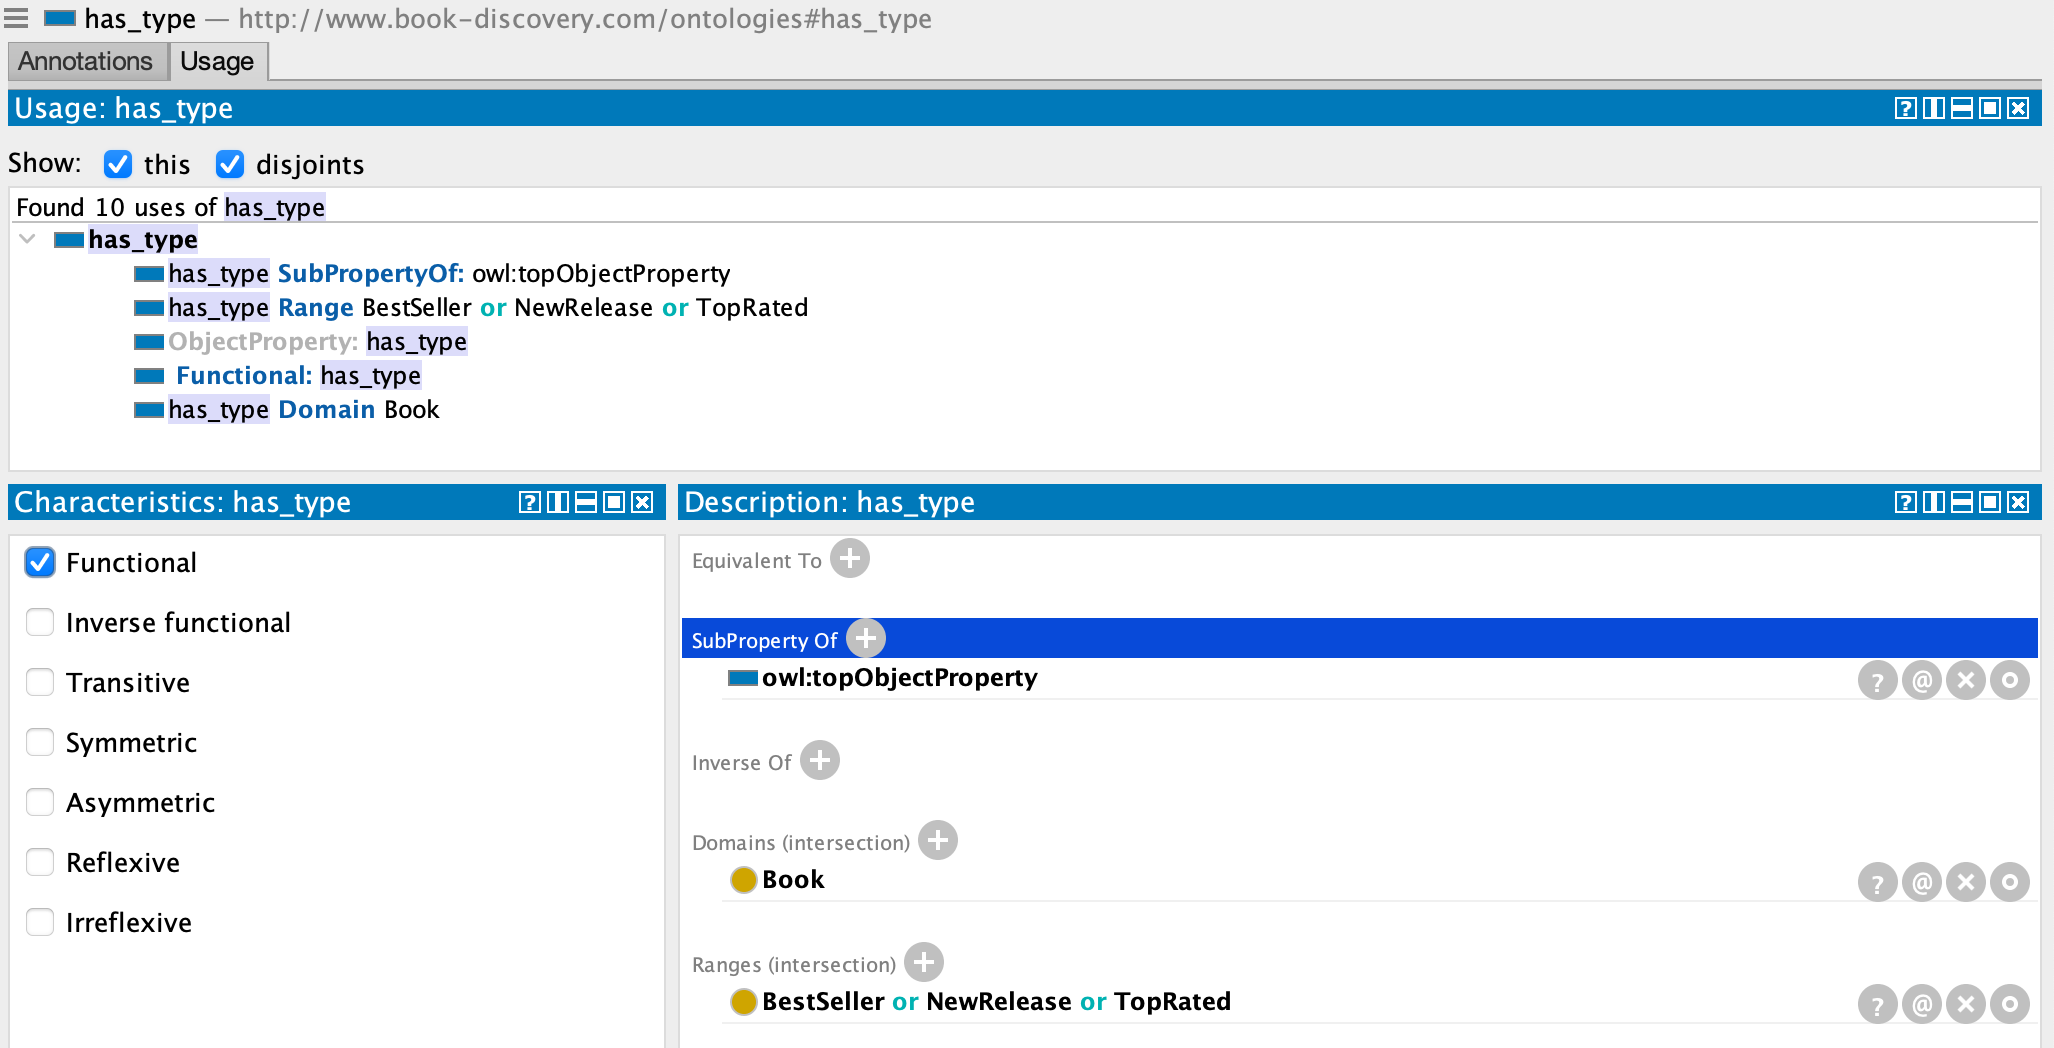 has_type — http://www.book-discovery.com/ontologies#has_type
Annotations Usage
Usage: has_type
Show: this disjoints
Found 10 uses of has_type
has_type
has_type SubPropertyOf: owl:topObjectProperty
has_type Range BestSeller or NewRelease or TopRated
ObjectProperty: has_type
Functional: has_type
has_type Domain Book
Characteristics: has_type
Functional
Inverse functional
Transitive
Symmetric
Asymmetric
Reflexive
Irreflexive
Description: has_type
Equivalent To
SubProperty Of
owl:topObjectProperty
Inverse Of
Domains (intersection)
Book
Ranges (intersection)
BestSeller or NewRelease or TopRated